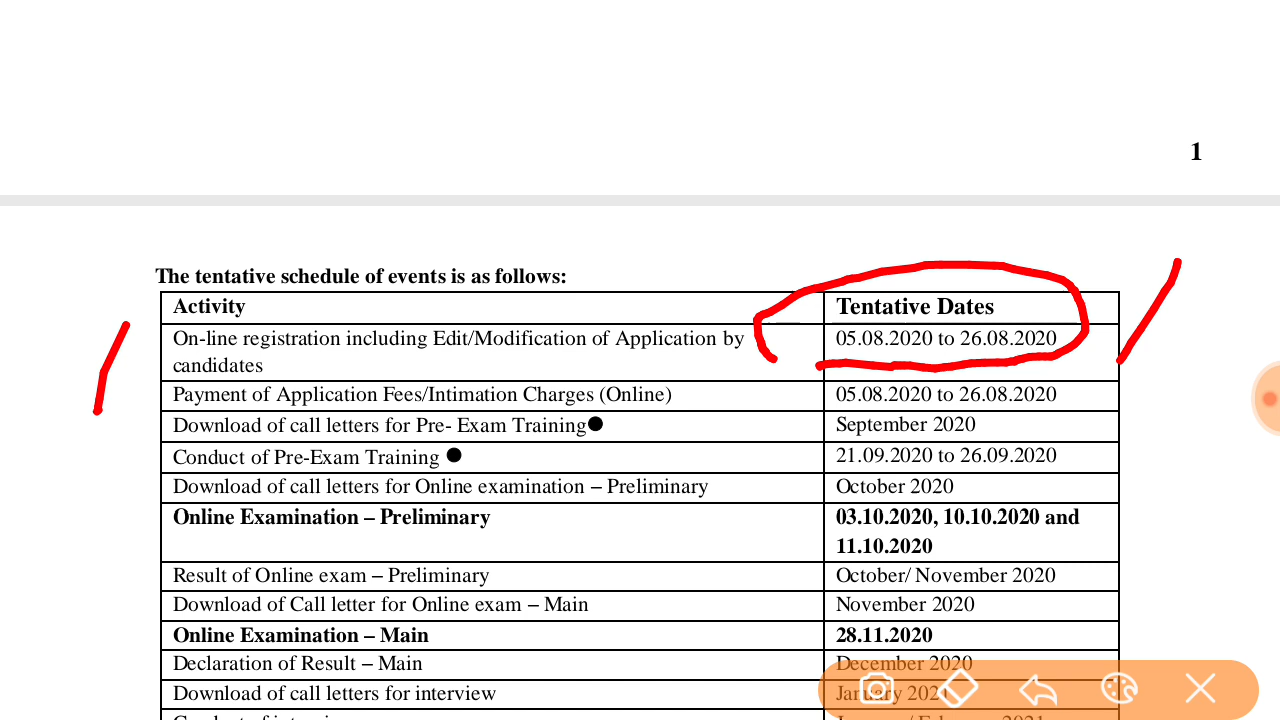 1
The tentative schedule of events is as follows:
Activity Tentative Dates
On-line registration including Edit/Modification of Application by 05.08.2020 to 26.08.2020
candidates
Payment of Application Fees/Intimation Charges (Online) 05.08.2020 to 26.08.2020
Download of call letters for Pre- Exam Training● September 2020
Conduct of Pre-Exam Training ● 21.09.2020 to 26.09.2020
Download of call letters for Online examination – Preliminary October 2020
Online Examination – Preliminary 03.10.2020, 10.10.2020 and
11.10.2020
Result of Online exam – Preliminary October/ November 2020
Download of Call letter for Online exam – Main November 2020
Online Examination – Main 28.11.2020
Declaration of Result – Main December 2020
Download of call letters for interview January 2021